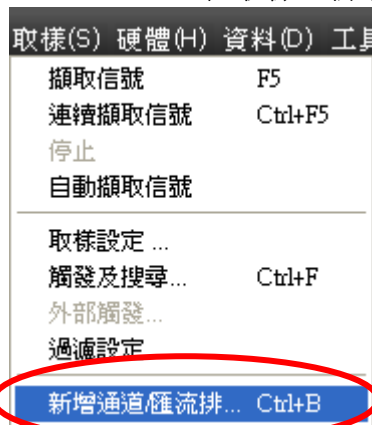 取樣(S) 硬體(H) 資料(D) 工具
擷取信號 F5
連續擷取信號 Ctrl+F5
停止
自動擷取信號
取樣設定 ...
觸發及搜尋... Ctrl+F
外部觸發...
過濾設定
新增通道/匯流排... Ctrl+B